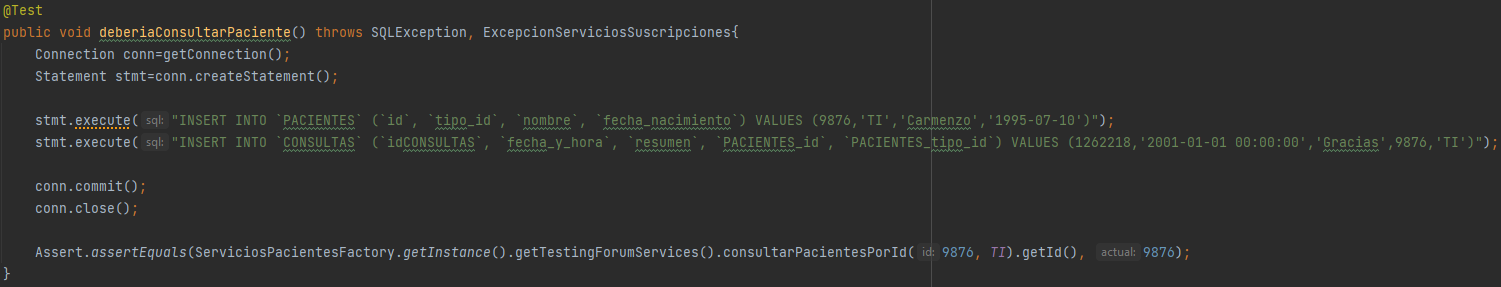 @Test
public void deberiaConsultarPaciente() throws SQLException, ExcepcionServiciosSuscripciones{
    Connection conn=getConnection();
    Statement stmt=conn.createStatement();

    stmt.execute( sql: "INSERT INTO `PACIENTES` (`id`, `tipo_id`, `nombre`, `fecha_nacimiento`) VALUES (9876,'TI','Carmenzo','1995-07-10')");
    stmt.execute( sql: "INSERT INTO `CONSULTAS` (`idCONSULTAS`, `fecha_y_hora`, `resumen`, `PACIENTES_id`, `PACIENTES_tipo_id`) VALUES (1262218,'2001-01-01 00:00:00','Gracias',9876,'TI')");

    conn.commit();
    conn.close();

    Assert.assertEquals(ServiciosPacientesFactory.getInstance().getTestingForumServices().consultarPacientesPorId( id: 9876, TI).getId(), actual: 9876);
}